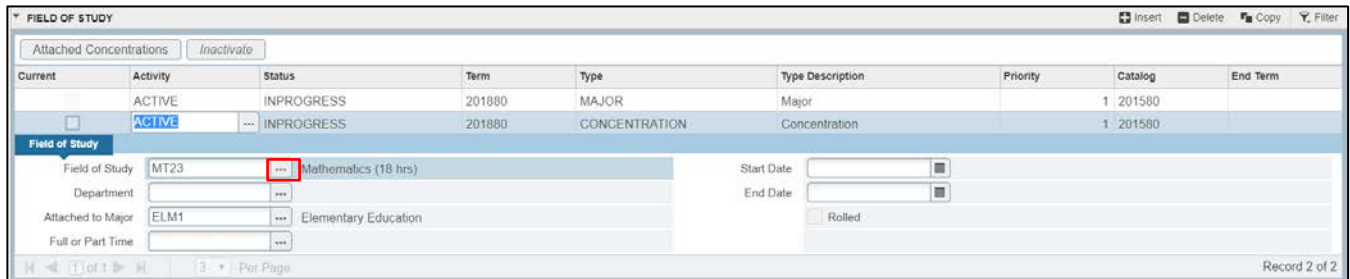 FIELD OF STUDY Insert Delete Copy Filter
Attached Concentrations Inactivate
Current Activity Status Term Type Type Description Priority Catalog End Term
ACTIVE INPROGRESS 201880 MAJOR Major 1 201580
ACTIVE ... INPROGRESS 201880 CONCENTRATION Concentration 1 201580
Field of Study
Field of Study MT23 ... Mathematics (18 hrs) Start Date
Department ... End Date
Attached to Major ELM1 ... Elementary Education Rolled
Full or Part Time ...
1 of 1 3 Per Page Record 2 of 2